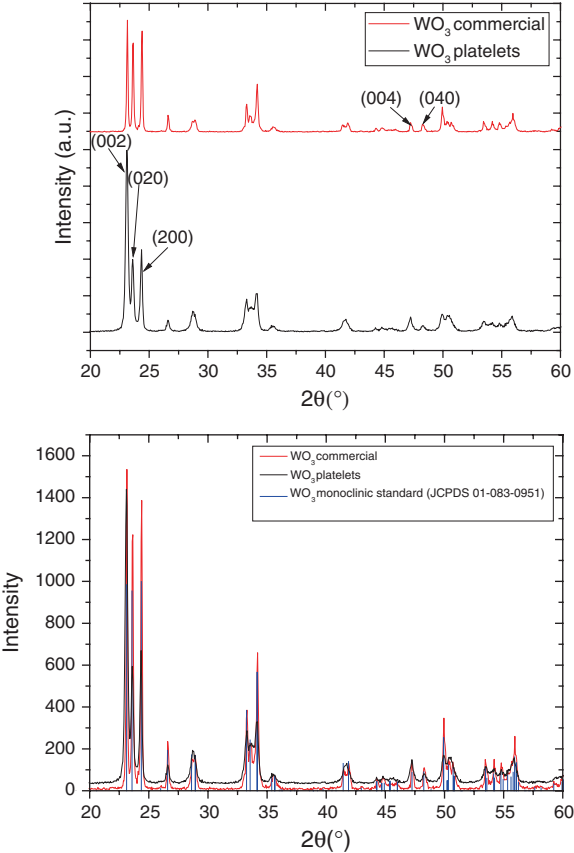 WO3 commercial
WO3 platelets
(004) (040)
(002)
(020)
(200)
Intensity (a.u.)
20 25 30 35 40 45 50 55 60
2θ(°)
1600
1400
1200
1000
800
600
400
200
0
WO3 commercial
WO3 platelets
WO3 monoclinic standard (JCPDS 01-083-0951)
Intensity
20 25 30 35 40 45 50 55 60
2θ(°)